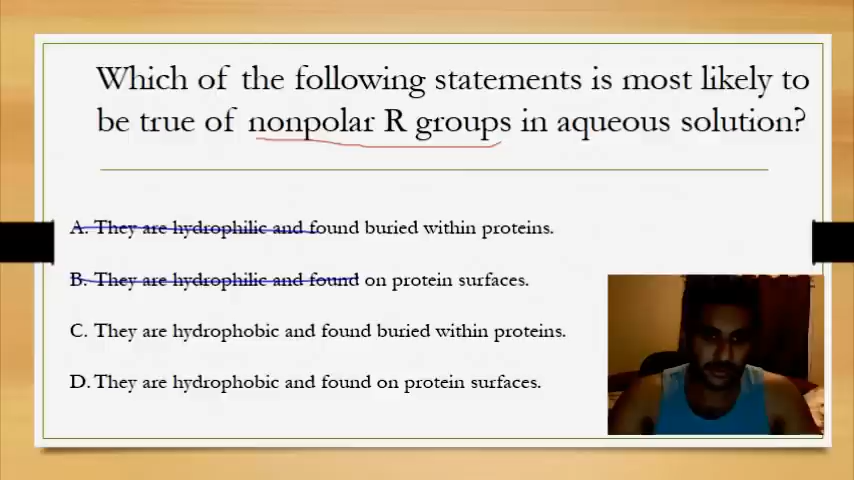 Which of the following statements is most likely to
be true of nonpolar R groups in aqueous solution?
A. They are hydrophilic and found buried within proteins.
B. They are hydrophilic and found on protein surfaces.
C. They are hydrophobic and found buried within proteins.
D. They are hydrophobic and found on protein surfaces.